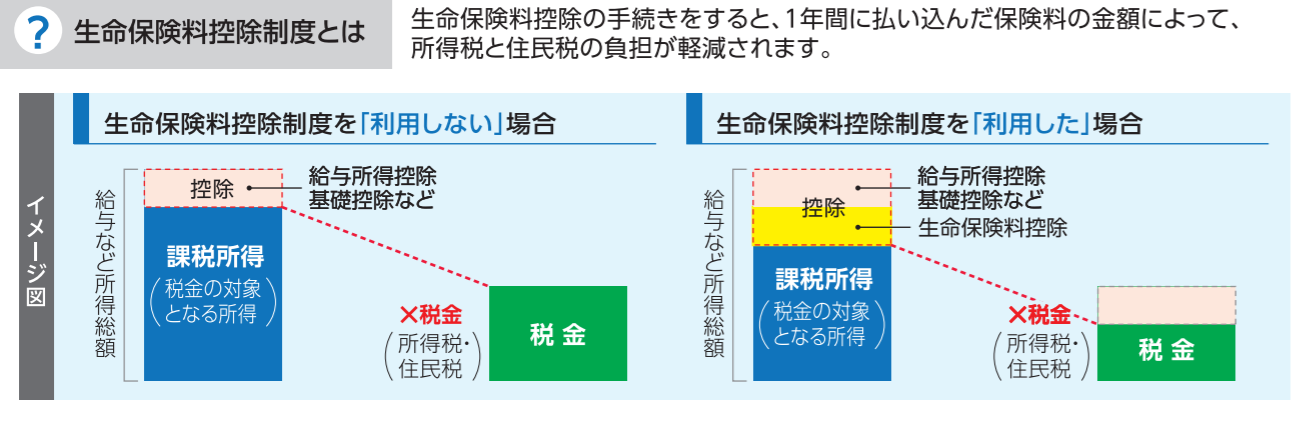 ?
生命保険料控除制度とは
生命保険料控除の手続きをすると、1年間に払い込んだ保険料の金額によって、
所得税と住民税の負担が軽減されます。
イメージ図
生命保険料控除制度を「利用しない」場合
給与など所得総額
控除
給与所得控除
基礎控除など
課税所得
(税金の対象
となる所得)
×税金
(所得税・
住民税)
税金
生命保険料控除制度を「利用した」場合
給与など所得総額
控除
給与所得控除
基礎控除など
生命保険料控除
課税所得
(税金の対象
となる所得)
×税金
(所得税・
住民税)
税金